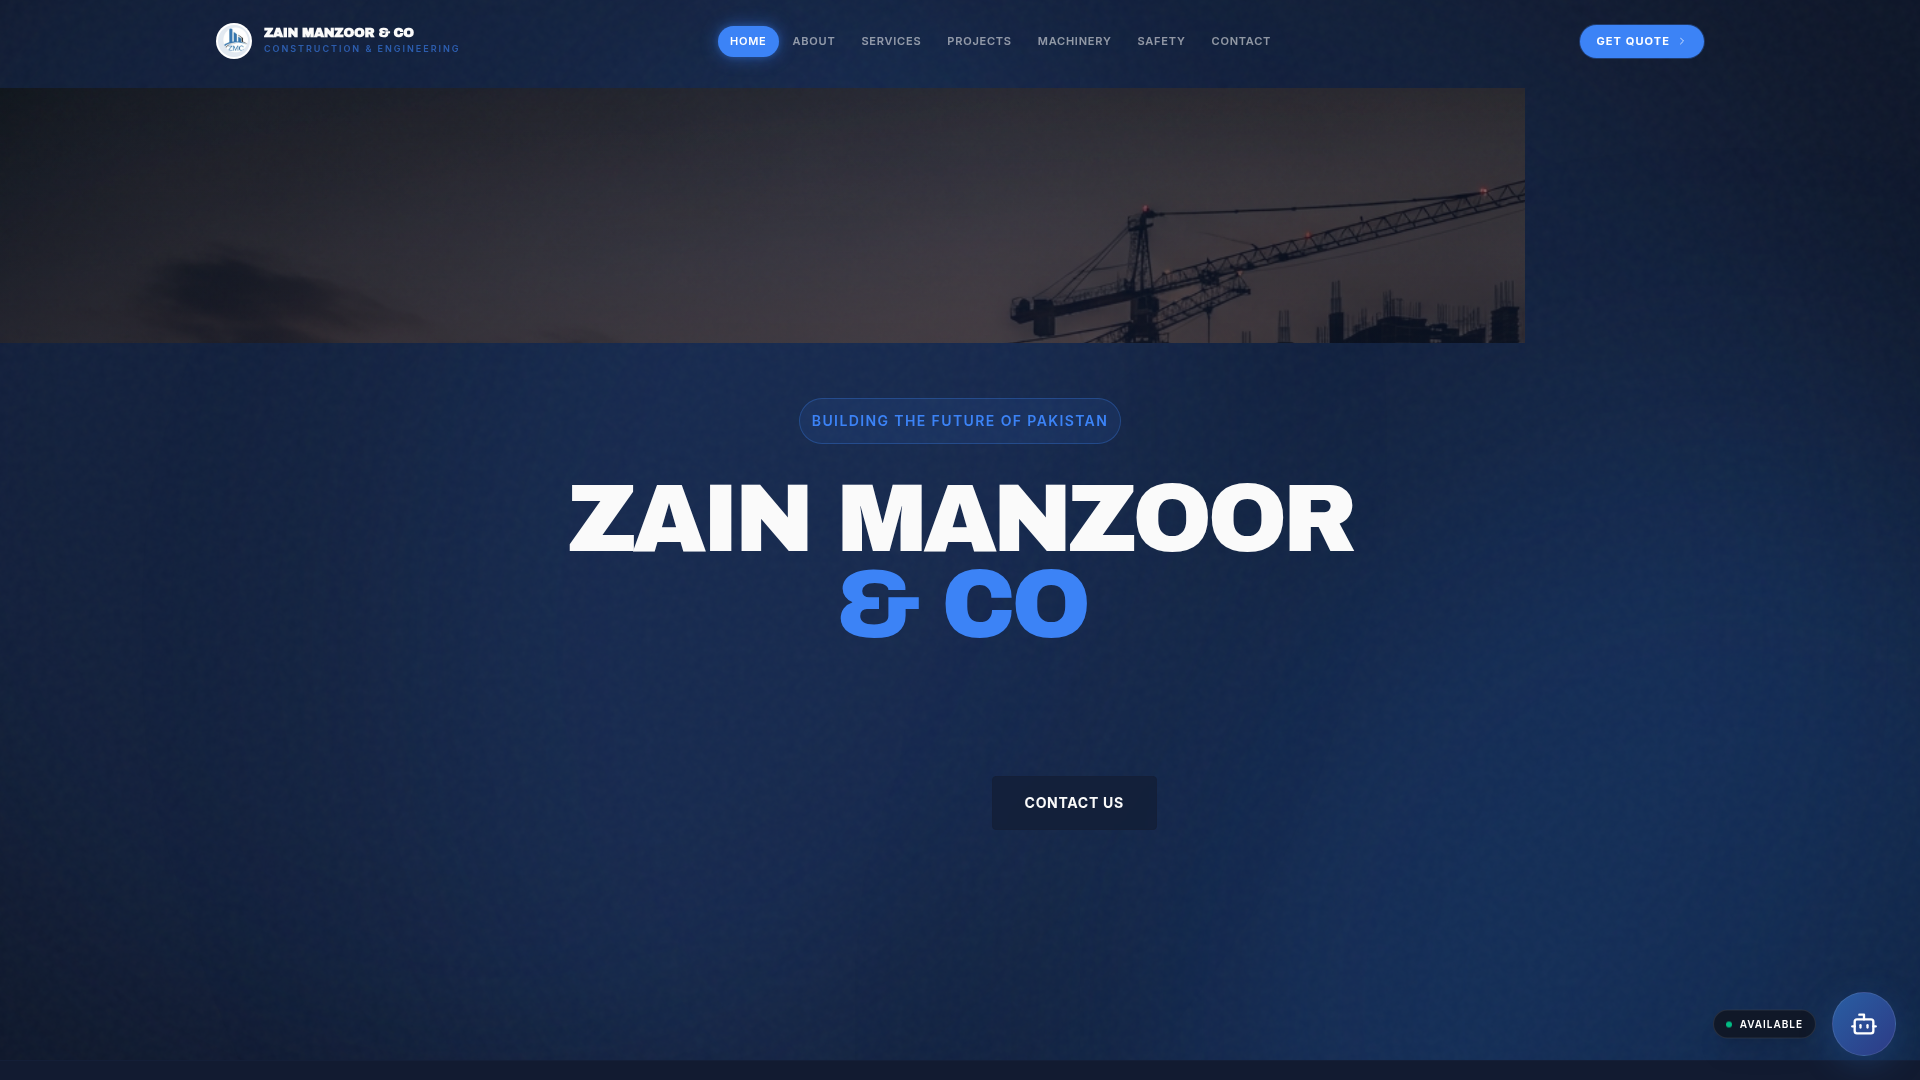 ZAIN MANZOOR & CO
CONSTRUCTION & ENGINEERING
ZMC
HOME
ABOUT
SERVICES
PROJECTS
MACHINERY
SAFETY
CONTACT
GET QUOTE
BUILDING THE FUTURE OF PAKISTAN
ZAIN MANZOOR
& CO
CONTACT US
AVAILABLE